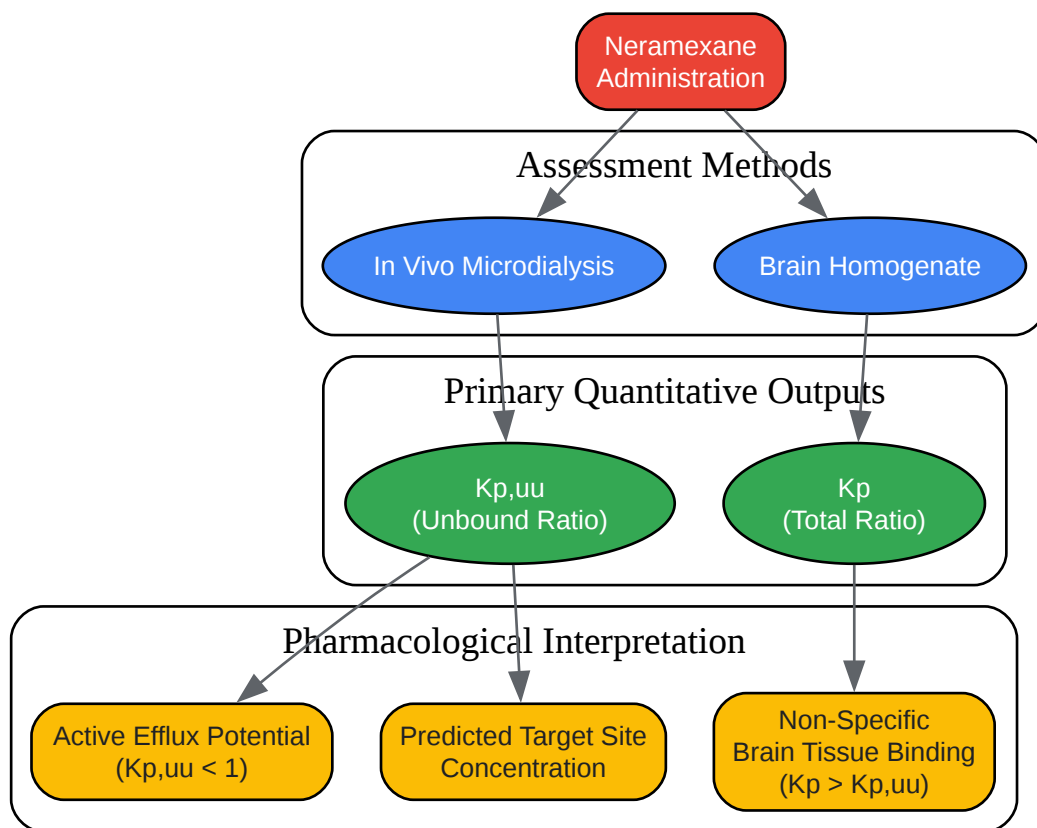 Neramexane
Administration
Assessment Methods
In Vivo Microdialysis
Brain Homogenate
Primary Quantitative Outputs
Kp,uu
(Unbound Ratio)
Kp
(Total Ratio)
Pharmacological Interpretation
Active Efflux Potential
(Kp,uu < 1)
Predicted Target Site
Concentration
Non-Specific
Brain Tissue Binding
(Kp > Kp,uu)